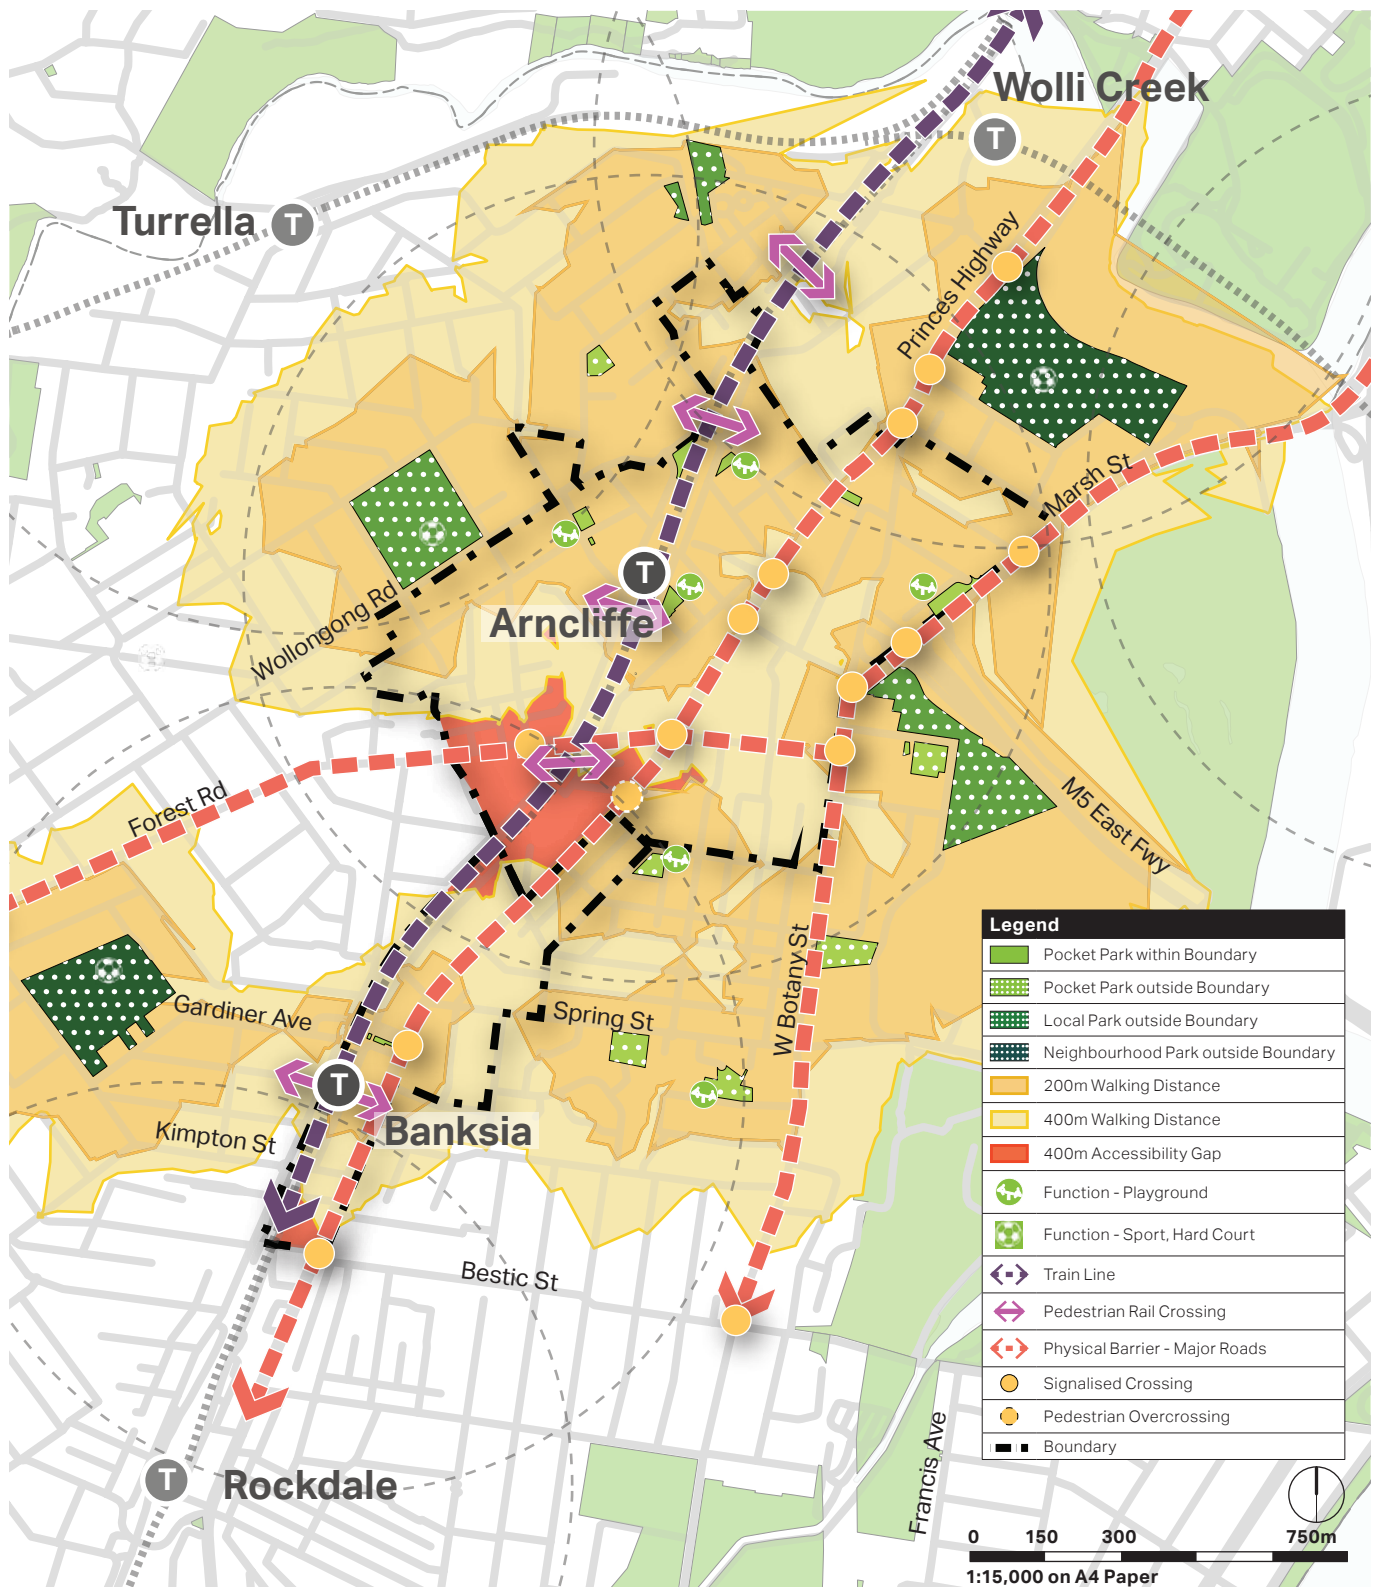 Wolli Creek
T
Turrella
T
Princes Highway
Marsh St
T
Arncliffe
Wollongong Rd
Forest Rd
M5 East Fwy
W Botany St
Gardiner Ave
Spring St
T
Banksia
Kimpton St
Bestic St
Francis Ave
T
Rockdale
Legend
Pocket Park within Boundary
Pocket Park outside Boundary
Local Park outside Boundary
Neighbourhood Park outside Boundary
200m Walking Distance
400m Walking Distance
400m Accessibility Gap
Function - Playground
Function - Sport, Hard Court
Train Line
Pedestrian Rail Crossing
Physical Barrier - Major Roads
Signalised Crossing
Pedestrian Overcrossing
Boundary
0 150 300 750m
1:15,000 on A4 Paper